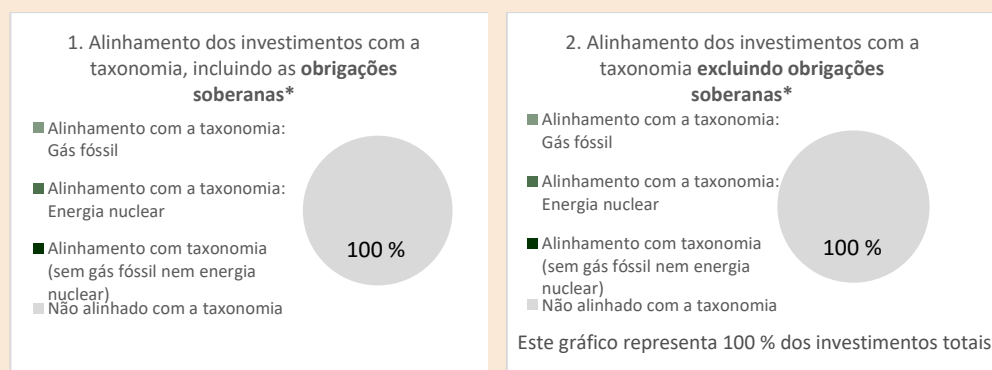 1. Alinhamento dos investimentos com a
taxonomia, incluindo as obrigações
soberanas*
Alinhamento com a taxonomia:
Gás fóssil
Alinhamento com a taxonomia:
Energia nuclear
Alinhamento com taxonomia
(sem gás fóssil nem energia
nuclear)
Não alinhado com a taxonomia
100 %
2. Alinhamento dos investimentos com a
taxonomia excluindo obrigações
soberanas*
Alinhamento com a taxonomia:
Gás fóssil
Alinhamento com a taxonomia:
Energia nuclear
Alinhamento com taxonomia
(sem gás fóssil nem energia
nuclear)
Não alinhado com a taxonomia
100 %
Este gráfico representa 100 % dos investimentos totais